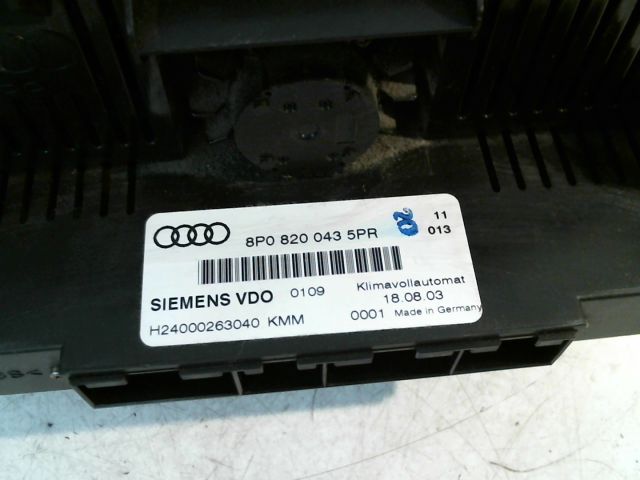 8P0 820 043 5PR
11
013
SIEMENS VDO 0109
Klimavollautomat
18.08.03
H24000263040 KMM
0001 Made in Germany